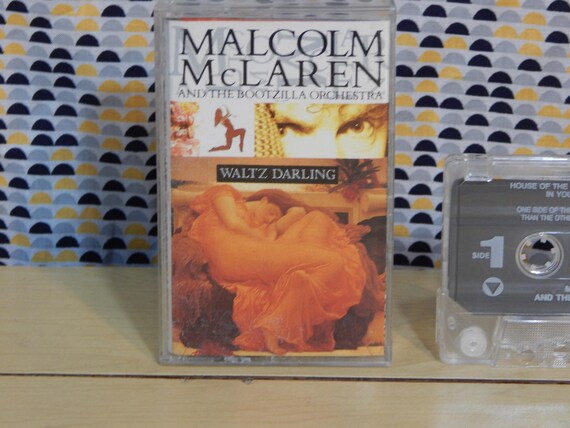 MALCOLM
McLAREN
AND THE BOOTZILLA ORCHESTRA
WALTZ DARLING
HOUSE OF THE
IN YOU
ONE SIDE OF TH
THAN THE OTHE
SIDE 1
AND THE